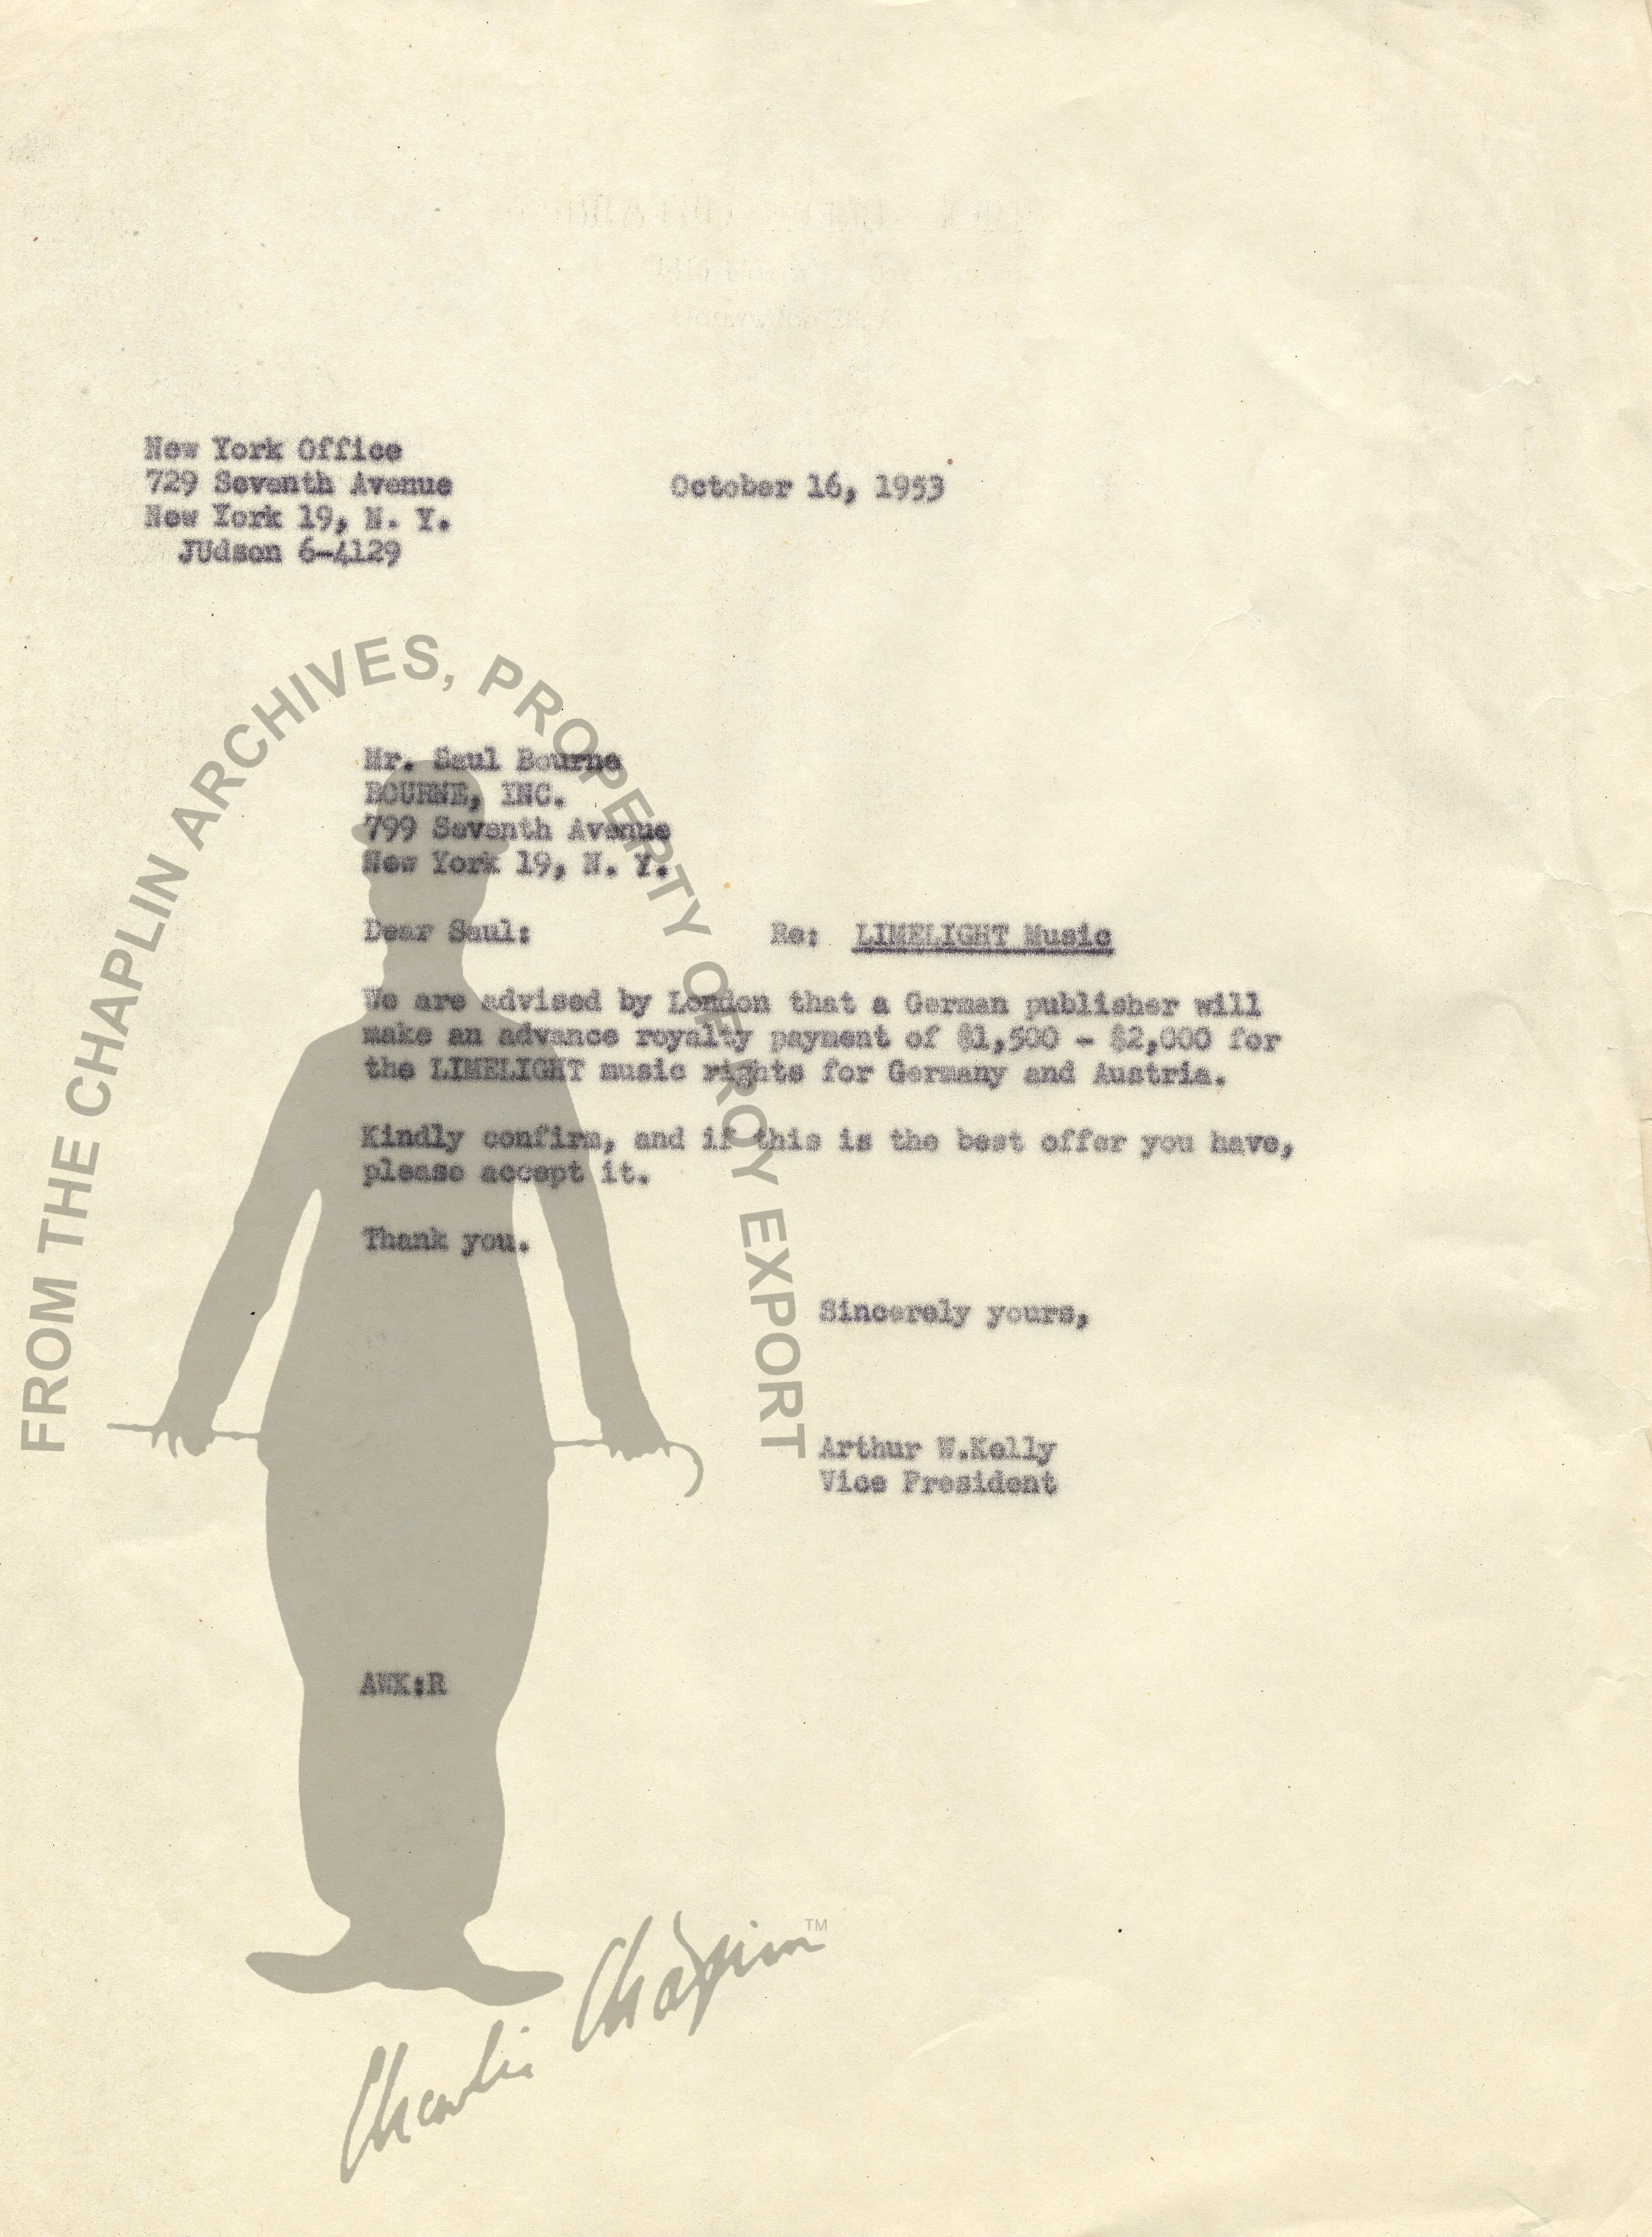 New York Office
729 Seventh Avenue
New York 19, N. Y.
JUdson 6-4129
October 16, 1953
FROM THE CHAPLIN ARCHIVES, PROPERTY OF ROY EXPORT
Mr. Saul Bourne
BOURNE, INC.
799 Seventh Avenue
New York 19, N. Y.
Dear Saul: Re: LIMELIGHT Music
We are advised by London that a German publisher will
make an advance royalty payment of $1,500 - $2,000 for
the LIMELIGHT music rights for Germany and Austria.
Kindly confirm, and if this is the best offer you have,
please accept it.
Thank you.
Sincerely yours,
Arthur W.Kelly
Vice President
AWK:R
Charlie Chaplin TM